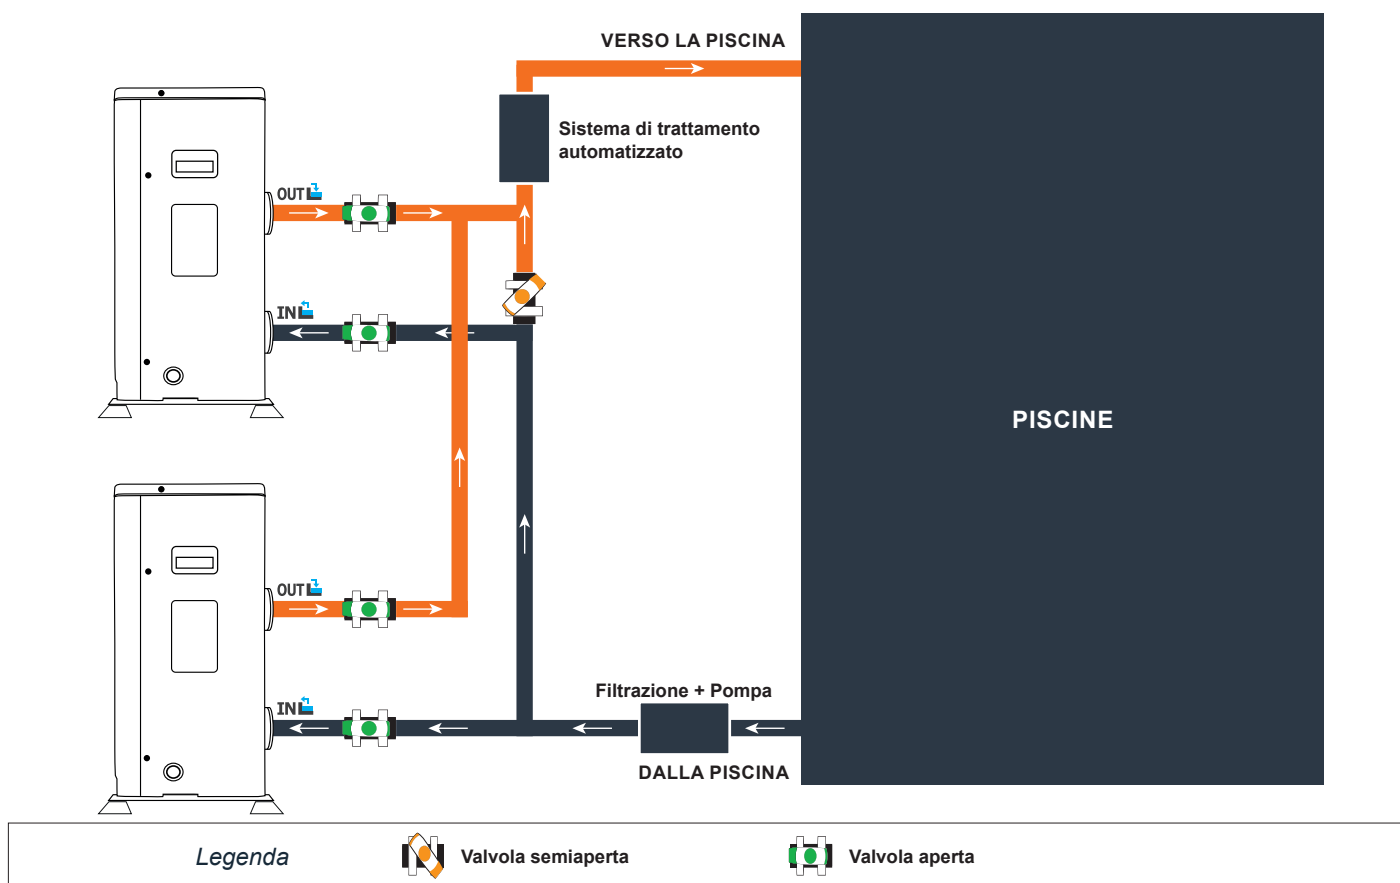 VERSO LA PISCINA
Sistema di trattamento
automatizzato
OUT
IN
PISCINE
OUT
IN
Filtrazione + Pompa
DALLA PISCINA
Legenda
Valvola semiaperta
Valvola aperta